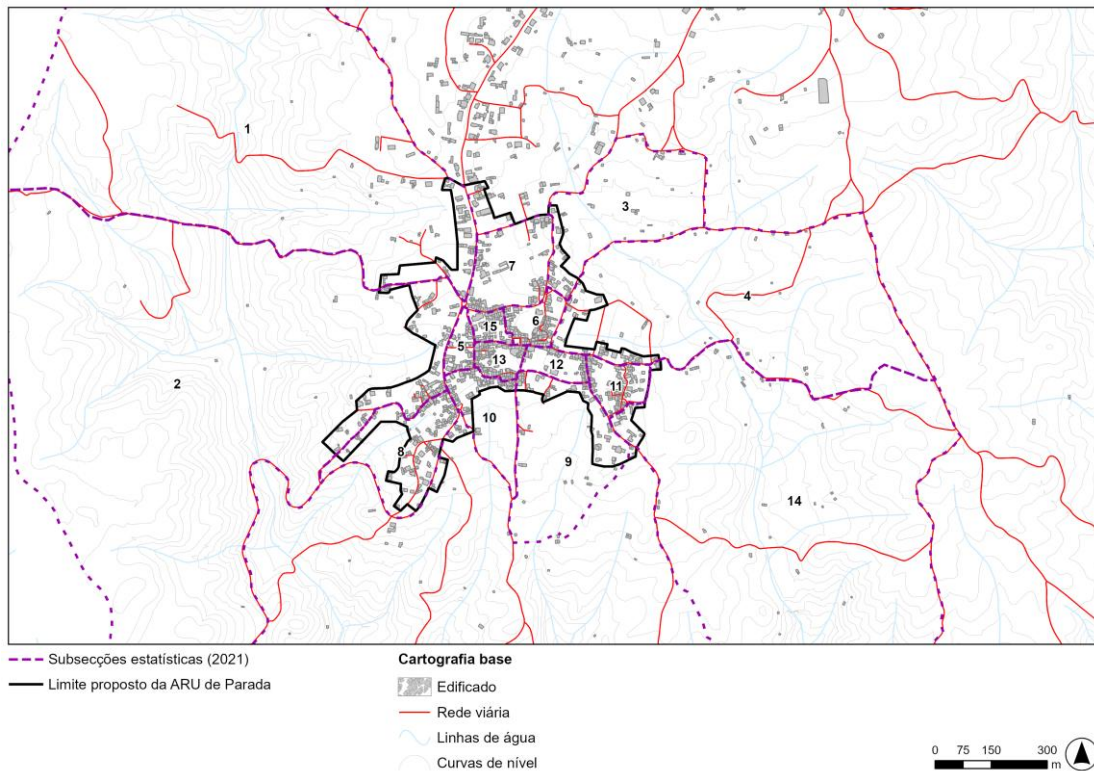 1
3
7
4
6
15
5
13
12
2
11
10
8
9
14
Subsecções estatísticas (2021)
Limite proposto da ARU de Parada
Cartografia base
Edificado
Rede viária
Linhas de água
Curvas de nível
0 75 150 300
m